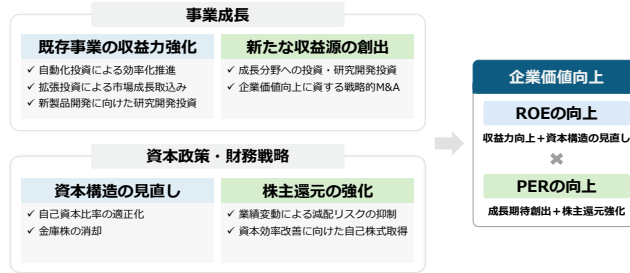 事業成長
既存事業の収益力強化
✓ 自動化投資による効率化推進
✓ 拡張投資による市場成長取込み
✓ 新製品開発に向けた研究開発投資
新たな収益源の創出
✓ 成長分野への投資・研究開発投資
✓ 企業価値向上に資する戦略的M&A
資本政策・財務戦略
資本構造の見直し
✓ 自己資本比率の適正化
✓ 金庫株の消却
株主還元の強化
✓ 業績変動による減配リスクの抑制
✓ 資本効率改善に向けた自己株式取得
企業価値向上
ROEの向上
収益力向上＋資本構造の見直し
×
PERの向上
成長期待創出＋株主還元強化